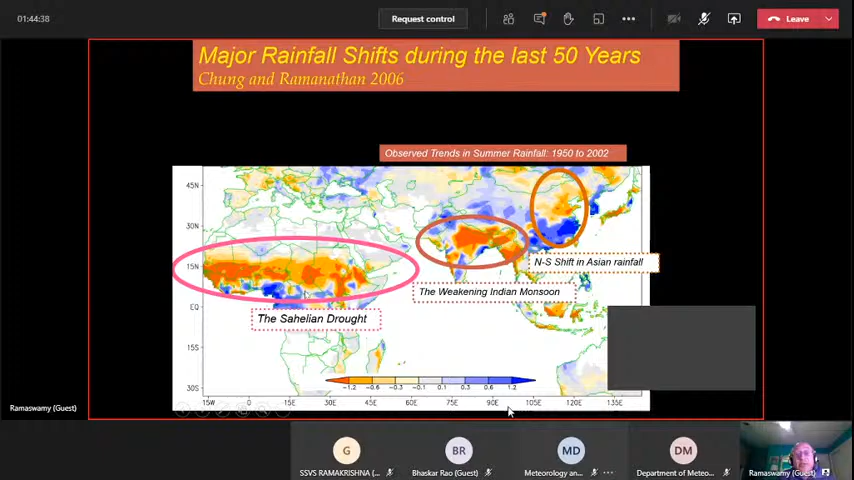 01:44:38
Request control
Leave
Major Rainfall Shifts during the last 50 Years
Chung and Ramanathan 2006
Observed Trends in Summer Rainfall: 1950 to 2002
45N
30N
15N
EQ
15S
30S
N-S Shift in Asian rainfall
The Weakening Indian Monsoon
The Sahelian Drought
-1.2 -0.6 -0.3 -0.1 0.1 0.3 0.6 1.2
15W 0 15E 30E 45E 60E 75E 90E 105E 120E 135E
Ramaswamy (Guest)
G BR MD DM
SSVS RAMAKRISHNA (... Bhaskar Rao (Guest) Meteorology an... Department of Meteo... Ramaswamy (Guest)